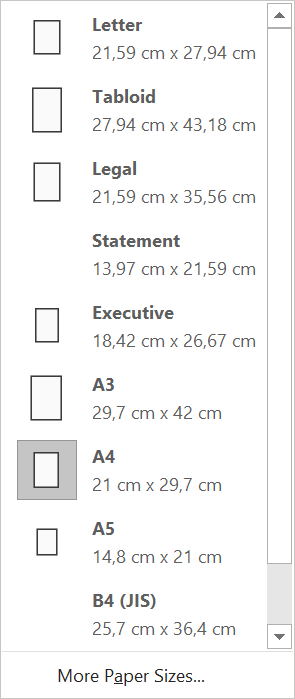 Letter
21,59 cm x 27,94 cm
Tabloid
27,94 cm x 43,18 cm
Legal
21,59 cm x 35,56 cm
Statement
13,97 cm x 21,59 cm
Executive
18,42 cm x 26,67 cm
A3
29,7 cm x 42 cm
A4
21 cm x 29,7 cm
A5
14,8 cm x 21 cm
B4 (JIS)
25,7 cm x 36,4 cm
More Paper Sizes...